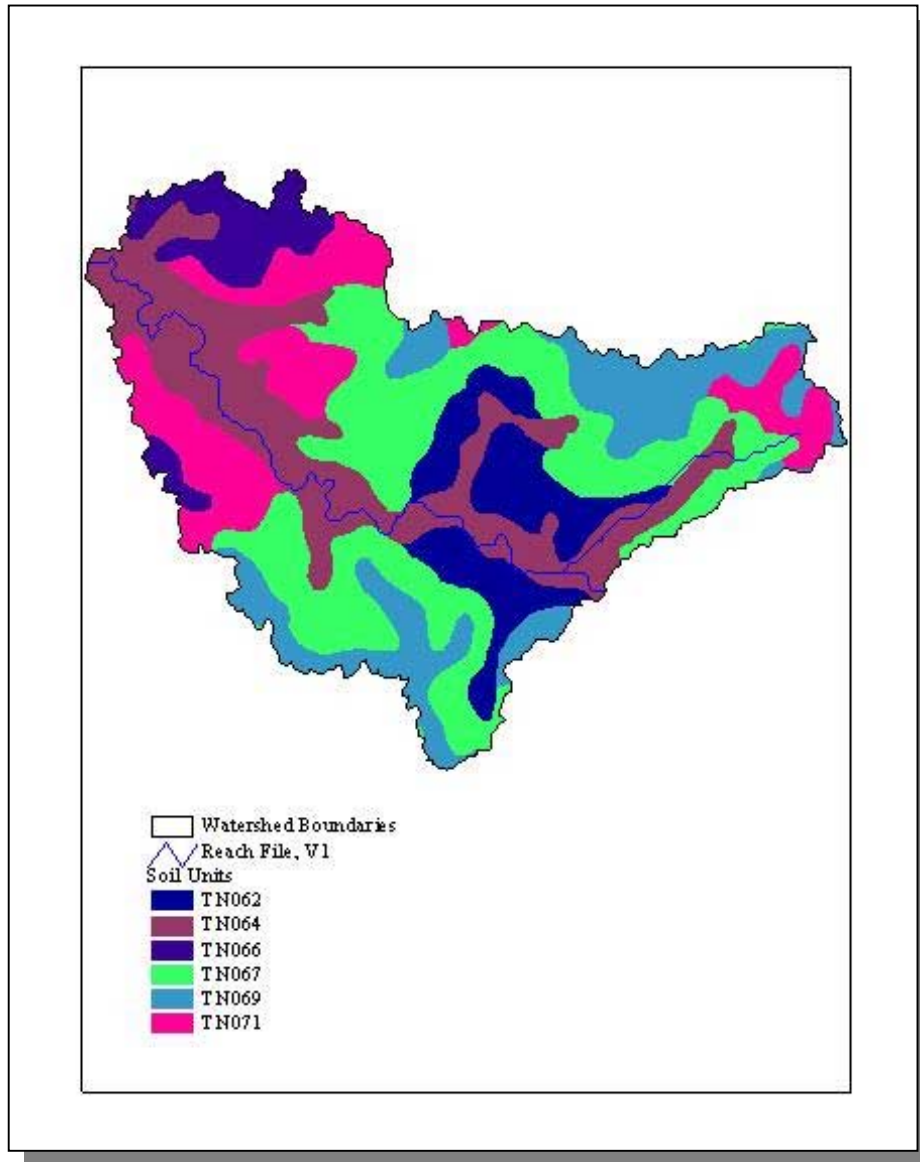 Watershed Boundaries
Reach File, V1
Soil Units
TN062
TN064
TN066
TN067
TN069
TN071